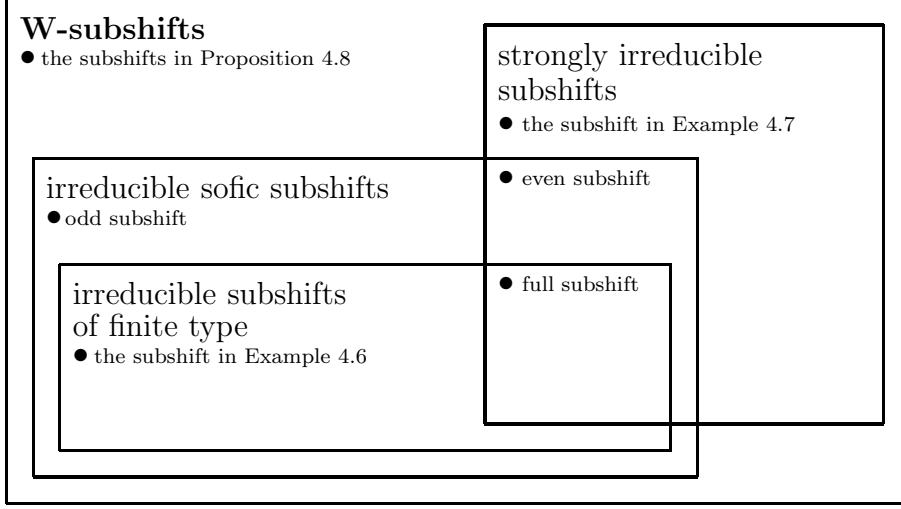 W-subshifts
● the subshifts in Proposition 4.8
strongly irreducible
subshifts
● the subshift in Example 4.7
● even subshift
irreducible sofic subshifts
●odd subshift
● full subshift
irreducible subshifts
of finite type
● the subshift in Example 4.6